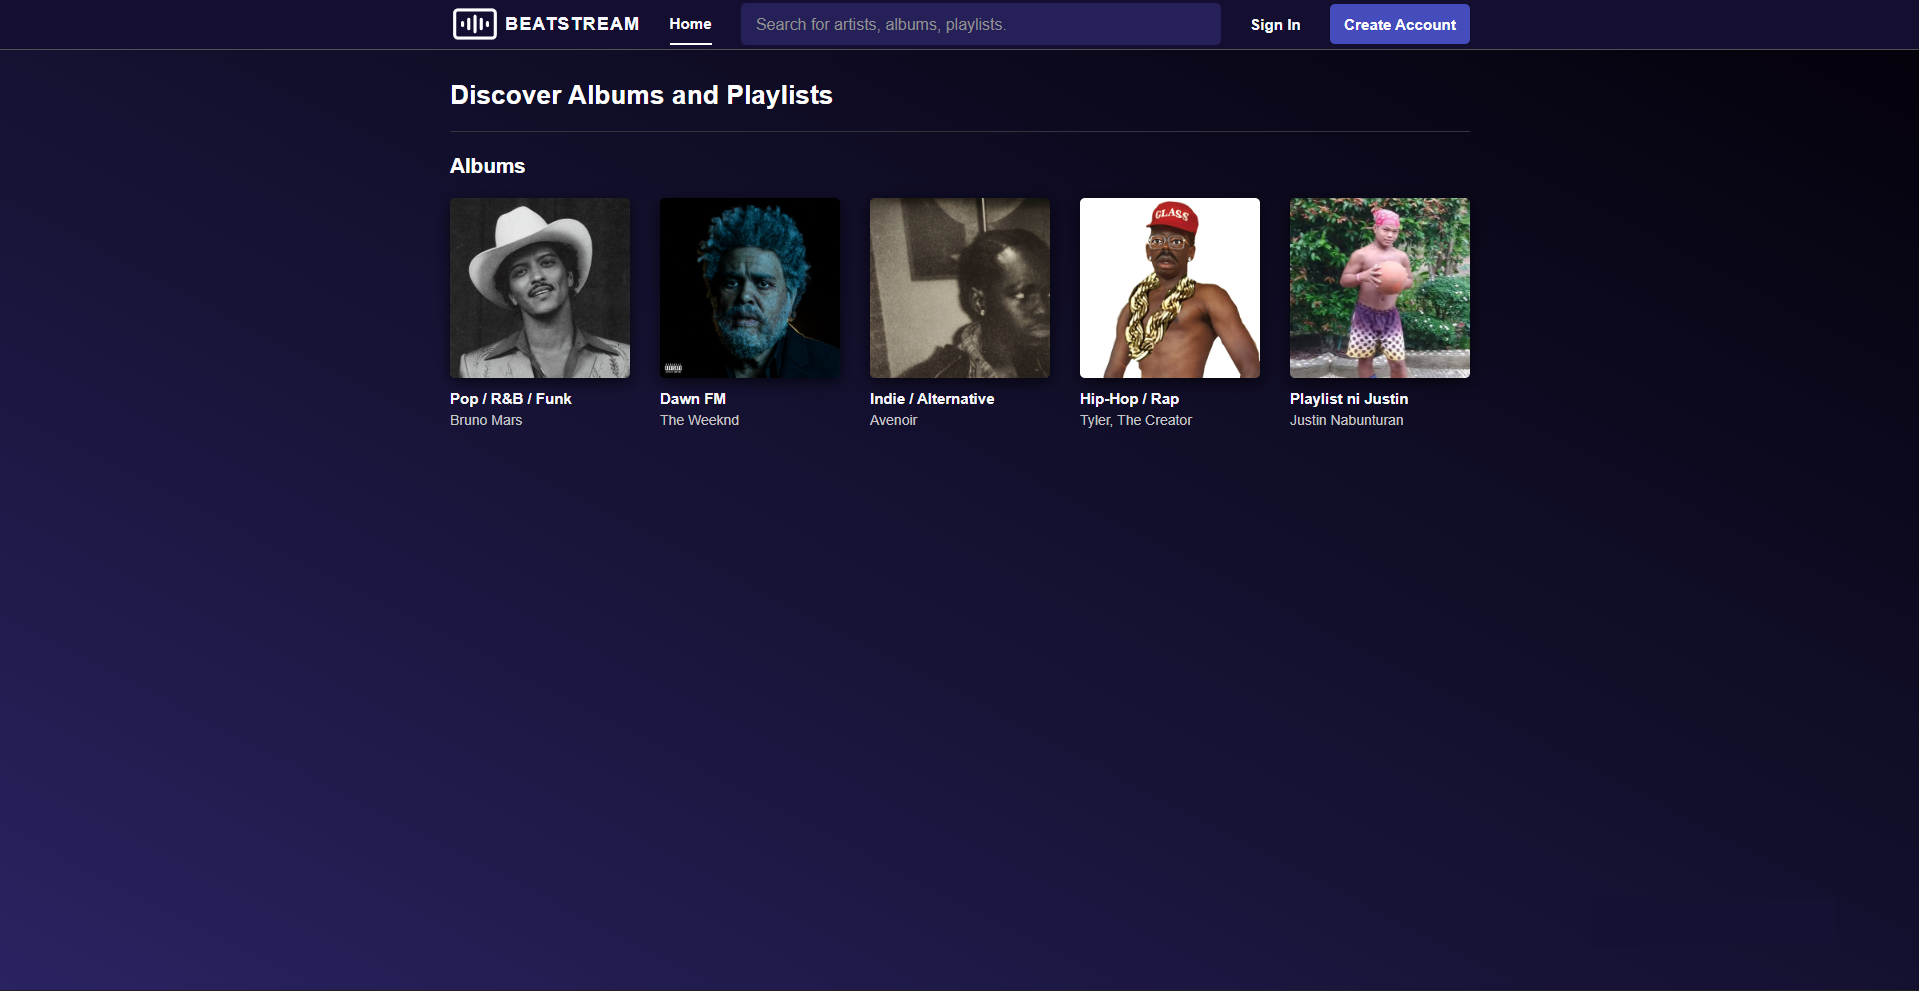 BEATSTREAM Home Search for artists, albums, playlists. Sign In Create Account
Discover Albums and Playlists
Albums
GLASS
Pop / R&B / Funk
Bruno Mars
Dawn FM
The Weeknd
Indie / Alternative
Avenoir
Hip-Hop / Rap
Tyler, The Creator
Playlist ni Justin
Justin Nabunturan